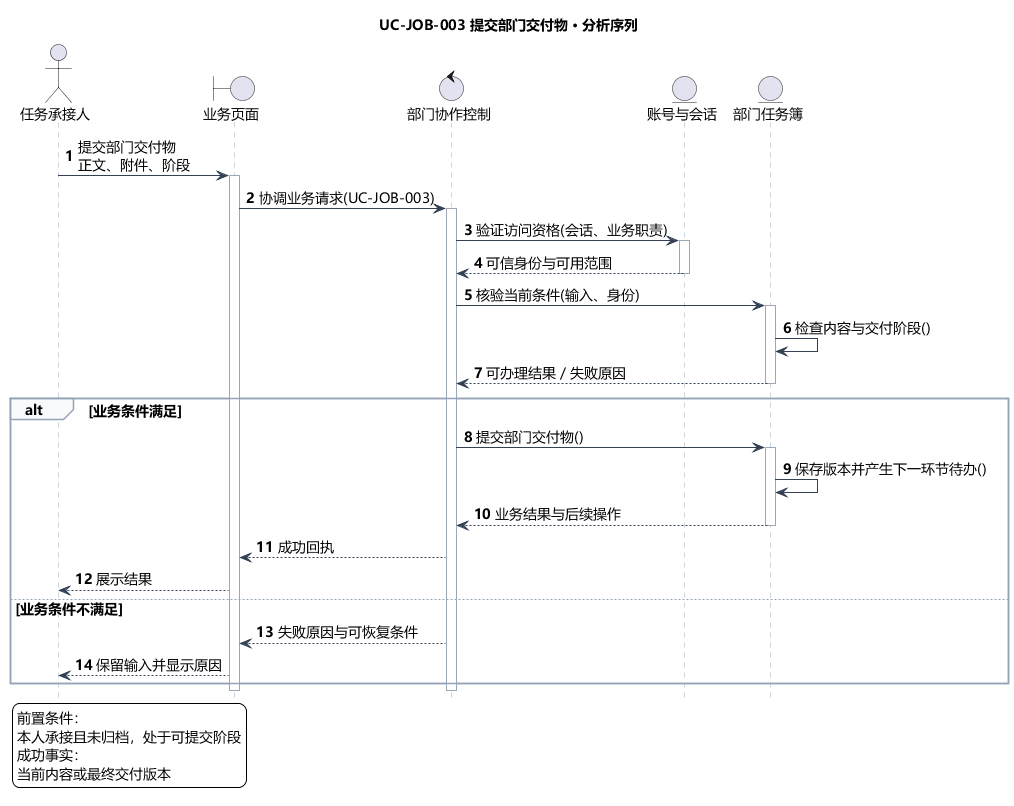 UC-JOB-003 提交部门交付物・分析序列
任务承接人
业务页面
部门协作控制
账号与会话
部门任务簿
1 提交部门交付物
正文、附件、阶段
2 协调业务请求(UC-JOB-003)
3 验证访问资格(会话、业务职责)
4 可信身份与可用范围
5 核验当前条件(输入、身份)
6 检查内容与交付阶段()
7 可办理结果 / 失败原因
alt [业务条件满足]
8 提交部门交付物()
9 保存版本并产生下一环节待办()
10 业务结果与后续操作
11 成功回执
12 展示结果
[业务条件不满足]
13 失败原因与可恢复条件
14 保留输入并显示原因
前置条件：
本人承接且未归档，处于可提交阶段
成功事实：
当前内容或最终交付版本